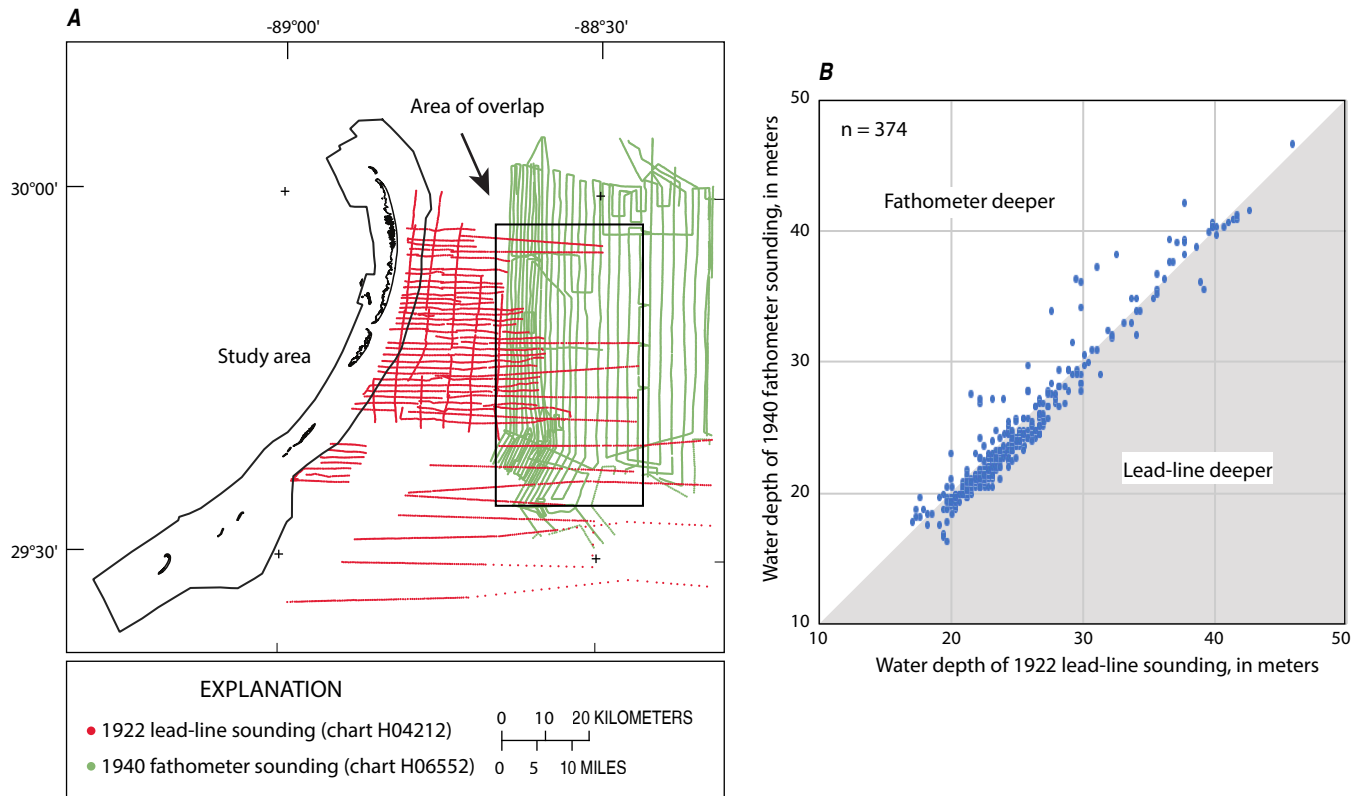 A
-89°00'
-88°30'
Area of overlap
30°00'
Study area
29°30'
EXPLANATION
1922 lead-line sounding (chart H04212)
1940 fathometer sounding (chart H06552)
0 10 20 KILOMETERS
0 5 10 MILES
B
n = 374
Fathometer deeper
Lead-line deeper
50
40
30
20
10
10 20 30 40 50
Water depth of 1940 fathometer sounding, in meters
Water depth of 1922 lead-line sounding, in meters